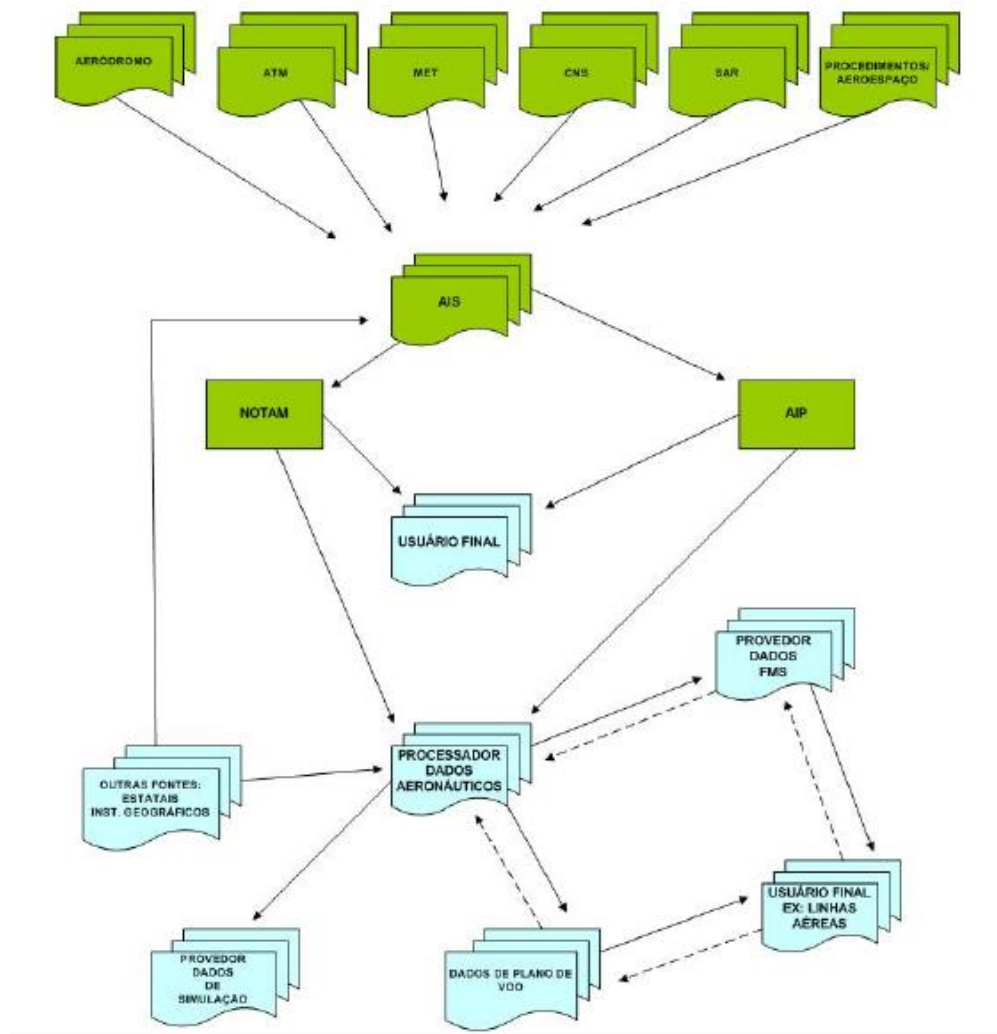 AERÓDROMO
ATM
MET
CNS
SAR
PROCEDIMENTOS/
AEROESPAÇO
AIS
NOTAM
AIP
USUÁRIO FINAL
PROVEDOR
DADOS
FMS
PROCESSADOR
DADOS
AERONÁUTICOS
OUTRAS FONTES:
ESTATAIS
INST. GEOGRÁFICOS
USUÁRIO FINAL
EX: LINHAS
AÉREAS
PROVEDOR
DADOS
DE
SIMULAÇÃO
DADOS DE PLANO DE
VOO